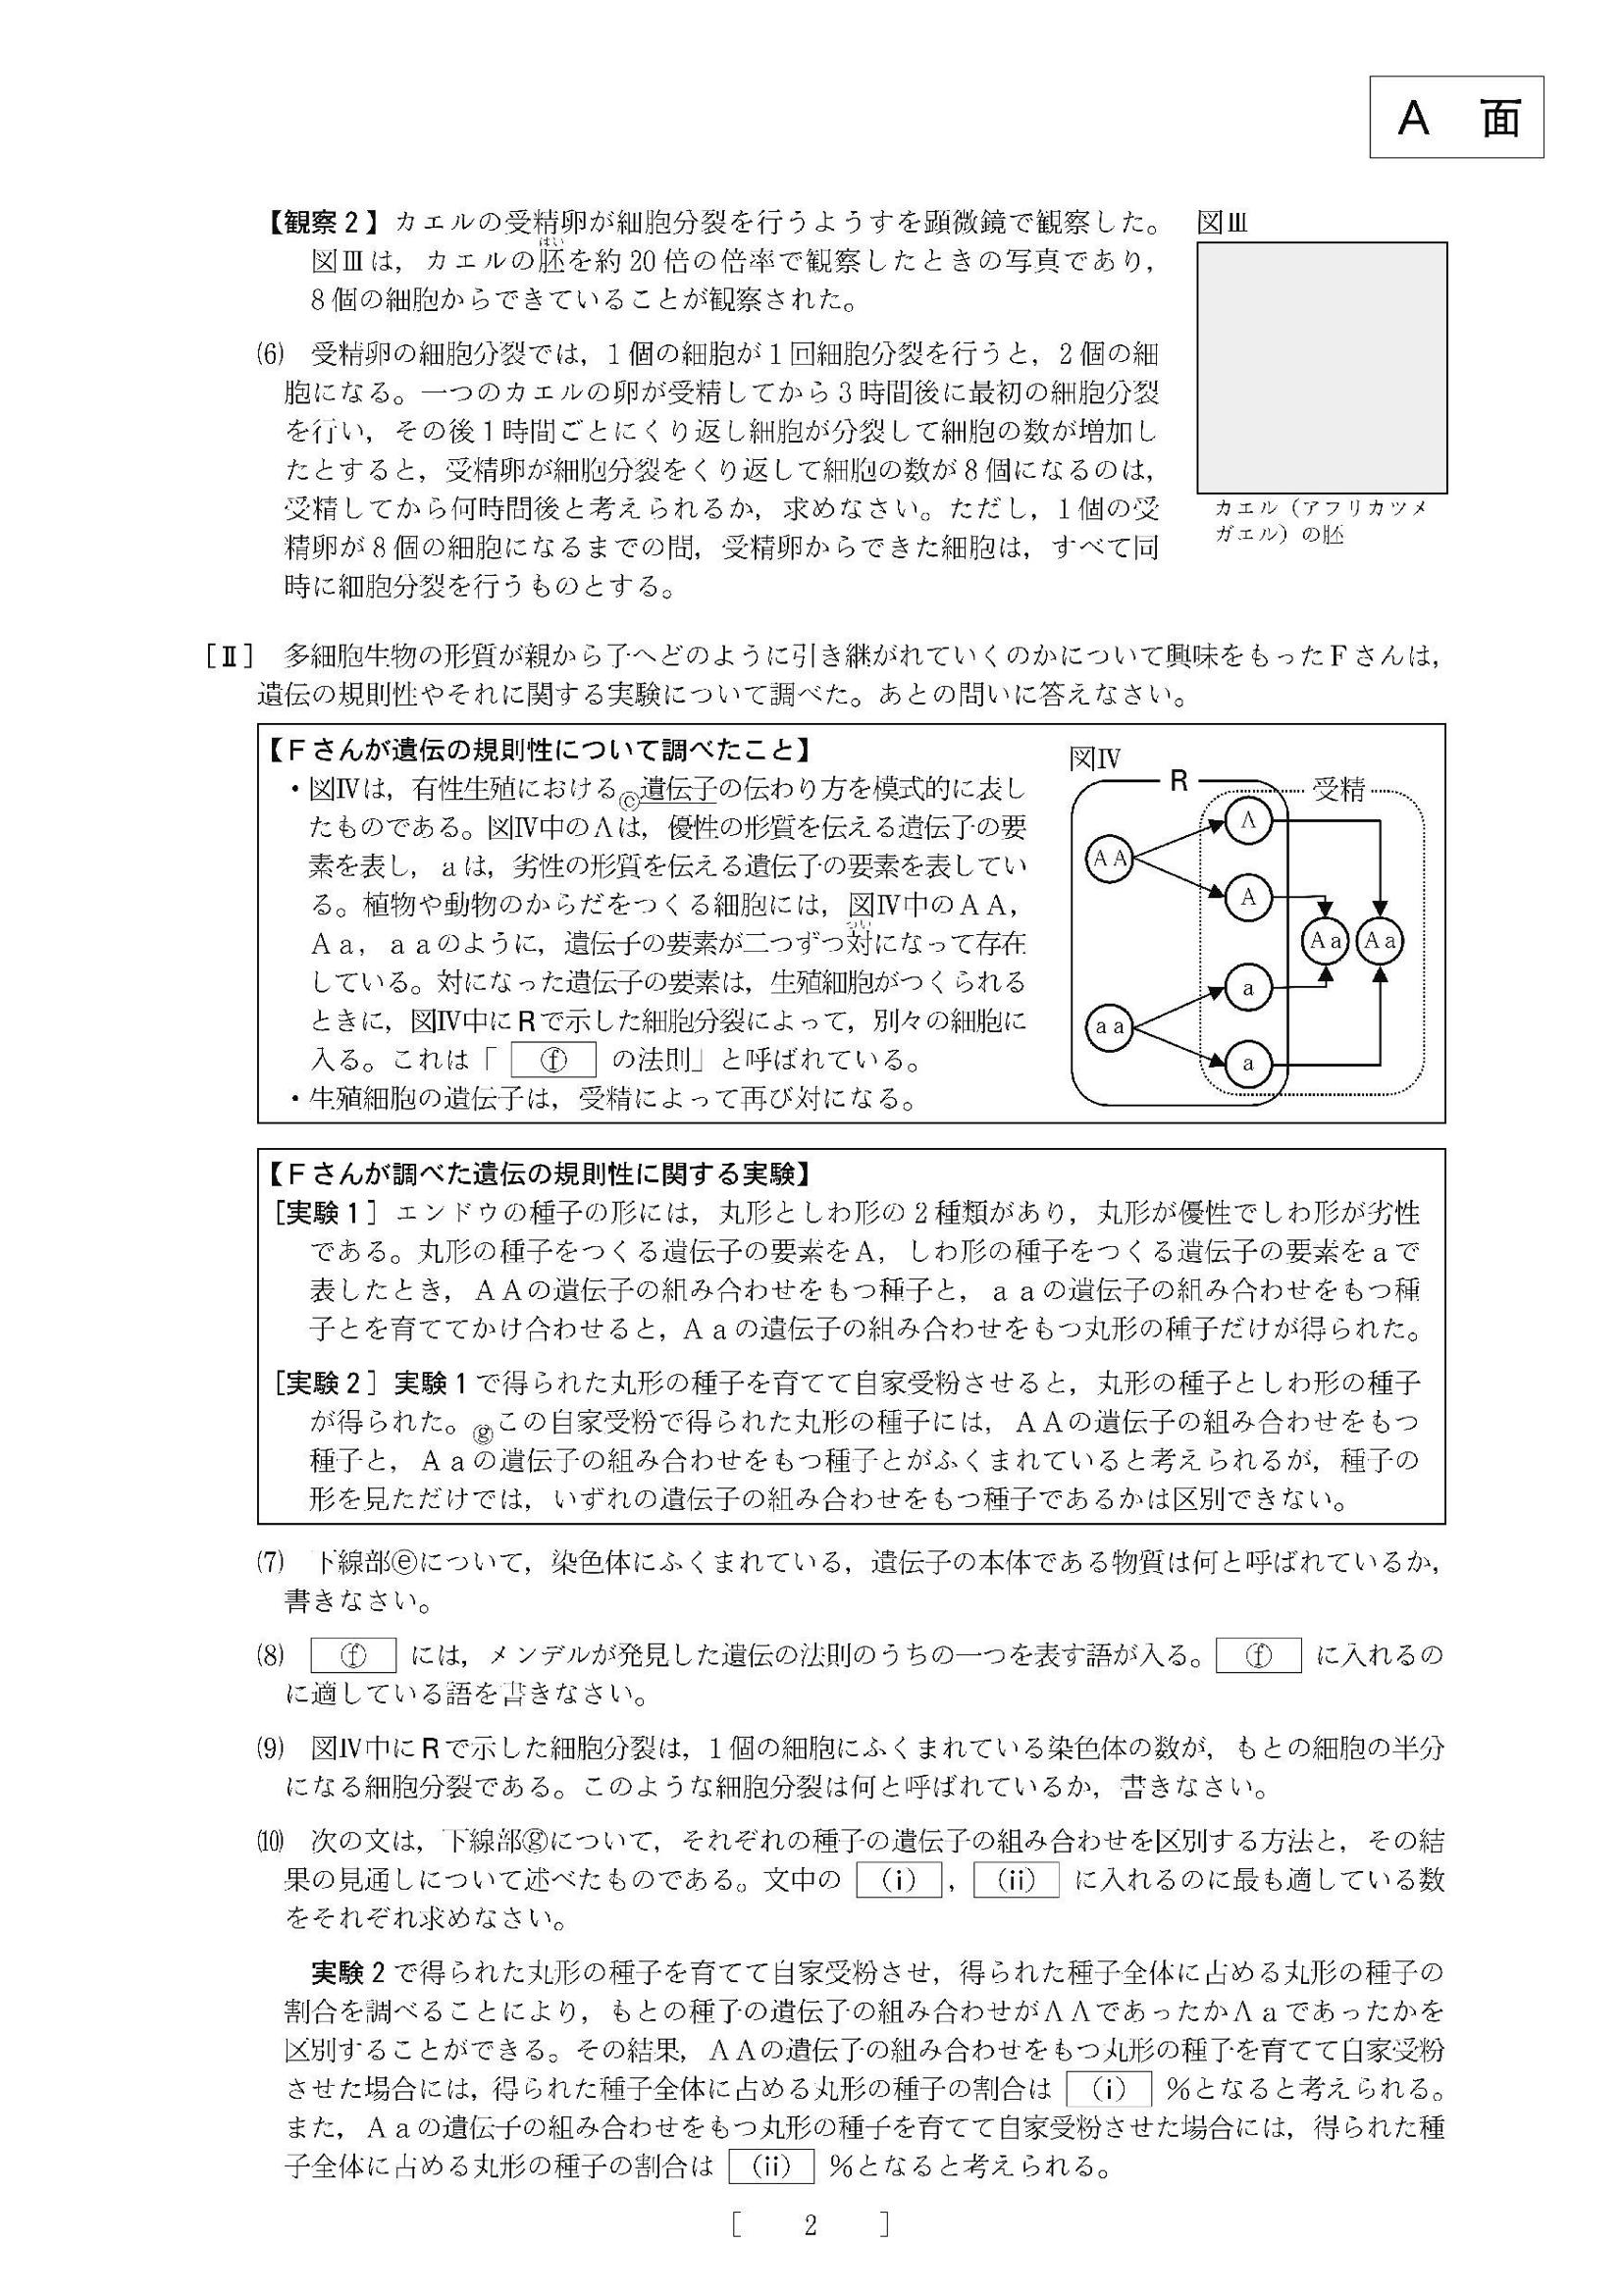 A 面
【観察2】カエルの受精卵が細胞分裂を行うようすを顕微鏡で観察した。
図Ⅲは，カエルの胚を約20倍の倍率で観察したときの写真であり，
はい
8個の細胞からできていることが観察された。
図Ⅲ
カエル（アフリカツメ
ガエル）の胚
(6) 受精卵の細胞分裂では，1個の細胞が1回細胞分裂を行うと，2個の細
胞になる。一つのカエルの卵が受精してから3時間後に最初の細胞分裂
を行い，その後1時間ごとにくり返し細胞が分裂して細胞の数が増加し
たとすると，受精卵が細胞分裂をくり返して細胞の数が8個になるのは，
受精してから何時間後と考えられるか，求めなさい。ただし，1個の受
精卵が8個の細胞になるまでの間，受精卵からできた細胞は，すべて同
時に細胞分裂を行うものとする。
［Ⅱ］ 多細胞生物の形質が親から子へどのように引き継がれていくのかについて興味をもったFさんは，
遺伝の規則性やそれに関する実験について調べた。あとの問いに答えなさい。
【Fさんが遺伝の規則性について調べたこと】
・図Ⅳは，有性生殖におけるⓔ遺伝子の伝わり方を模式的に表し
たものである。図Ⅳ中のAは，優性の形質を伝える遺伝子の要
素を表し，aは，劣性の形質を伝える遺伝子の要素を表してい
る。植物や動物のからだをつくる細胞には，図Ⅳ中のAA，
Aa，aaのように，遺伝子の要素が二つずつ対になって存在
つい
している。対になった遺伝子の要素は，生殖細胞がつくられる
ときに，図Ⅳ中にRで示した細胞分裂によって，別々の細胞に
入る。これは「 ⓕ の法則」と呼ばれている。
・生殖細胞の遺伝子は，受精によって再び対になる。
図Ⅳ
R
受精
A
AA
A
Aa Aa
a
aa
a
【Fさんが調べた遺伝の規則性に関する実験】
［実験1］エンドウの種子の形には，丸形としわ形の2種類があり，丸形が優性でしわ形が劣性
である。丸形の種子をつくる遺伝子の要素をA，しわ形の種子をつくる遺伝子の要素をaで
表したとき，AAの遺伝子の組み合わせをもつ種子と，aaの遺伝子の組み合わせをもつ種
子とを育ててかけ合わせると，Aaの遺伝子の組み合わせをもつ丸形の種子だけが得られた。
［実験2］実験1で得られた丸形の種子を育てて自家受粉させると，丸形の種子としわ形の種子
が得られた。ⓖこの自家受粉で得られた丸形の種子には，AAの遺伝子の組み合わせをもつ
種子と，Aaの遺伝子の組み合わせをもつ種子とがふくまれていると考えられるが，種子の
形を見ただけでは，いずれの遺伝子の組み合わせをもつ種子であるかは区別できない。
(7) 下線部ⓔについて，染色体にふくまれている，遺伝子の本体である物質は何と呼ばれているか，
書きなさい。
(8) ⓕ には，メンデルが発見した遺伝の法則のうちの一つを表す語が入る。 ⓕ に入れるの
に適している語を書きなさい。
(9) 図Ⅳ中にRで示した細胞分裂は，1個の細胞にふくまれている染色体の数が，もとの細胞の半分
になる細胞分裂である。このような細胞分裂は何と呼ばれているか，書きなさい。
(10) 次の文は，下線部ⓖについて，それぞれの種子の遺伝子の組み合わせを区別する方法と，その結
果の見通しについて述べたものである。文中の (i) ， (ii) に入れるのに最も適している数
をそれぞれ求めなさい。
実験2で得られた丸形の種子を育てて自家受粉させ，得られた種子全体に占める丸形の種子の
割合を調べることにより，もとの種子の遺伝子の組み合わせがAAであったかAaであったかを
区別することができる。その結果，AAの遺伝子の組み合わせをもつ丸形の種子を育てて自家受粉
させた場合には，得られた種子全体に占める丸形の種子の割合は (i) %となると考えられる。
また，Aaの遺伝子の組み合わせをもつ丸形の種子を育てて自家受粉させた場合には，得られた種
子全体に占める丸形の種子の割合は (ii) %となると考えられる。
［ 2 ］